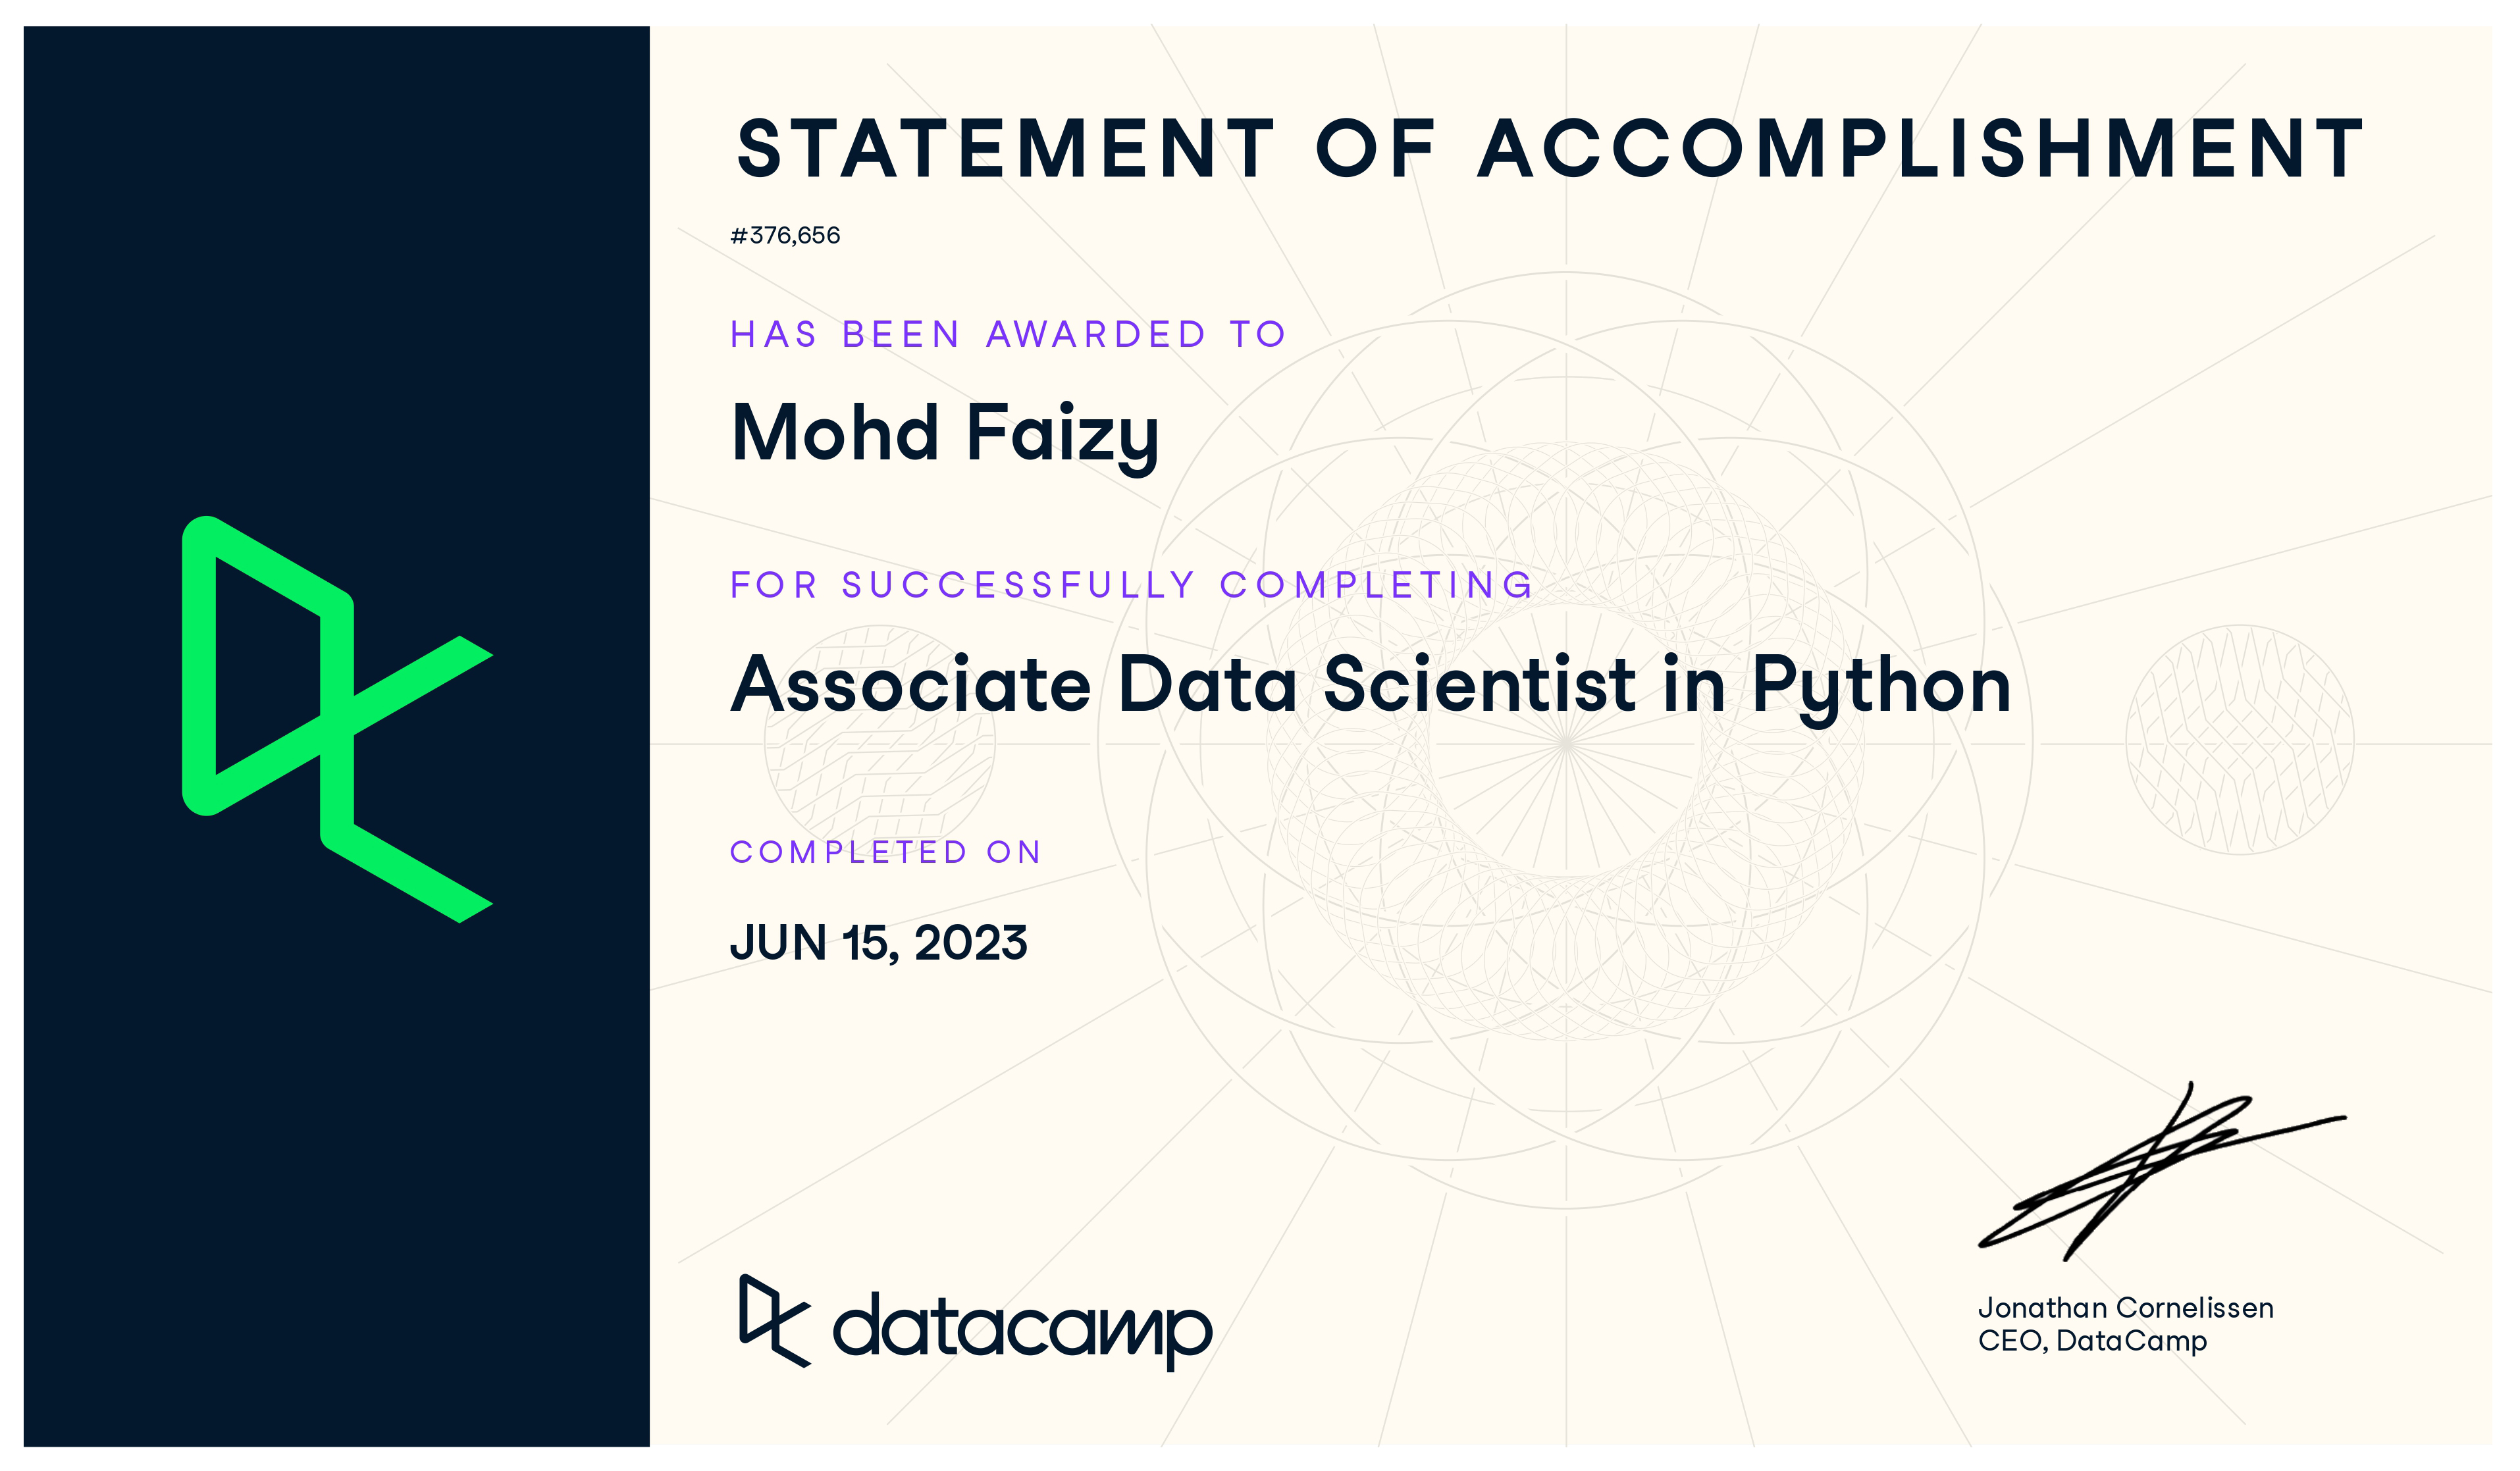 STATEMENT OF ACCOMPLISHMENT
#376,656
HAS BEEN AWARDED TO
Mohd Faizy
FOR SUCCESSFULLY COMPLETING
Associate Data Scientist in Python
COMPLETED ON
JUN 15, 2023
datacamp
Jonathan Cornelissen
CEO, DataCamp